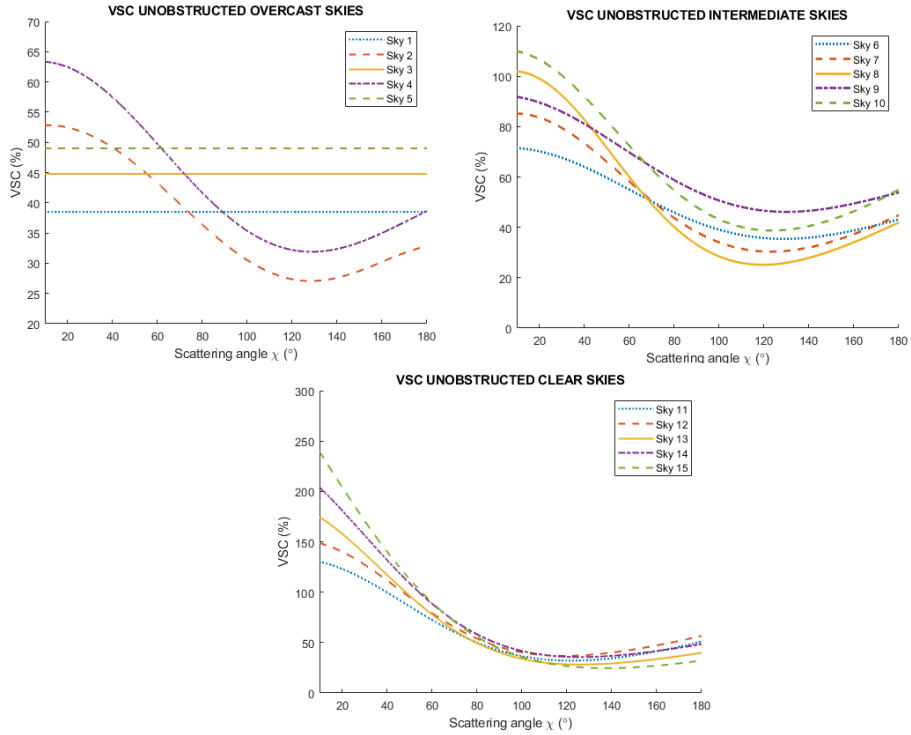 VSC UNOBSTRUCTED OVERCAST SKIES
70
65
60
55
50
45
40
35
30
25
20
VSC (%)
Sky 1
Sky 2
Sky 3
Sky 4
Sky 5
20 40 60 80 100 120 140 160 180
Scattering angle χ (°)
VSC UNOBSTRUCTED INTERMEDIATE SKIES
120
100
80
60
40
20
0
VSC (%)
Sky 6
Sky 7
Sky 8
Sky 9
Sky 10
20 40 60 80 100 120 140 160 180
Scattering angle χ (°)
VSC UNOBSTRUCTED CLEAR SKIES
300
250
200
150
100
50
0
VSC (%)
Sky 11
Sky 12
Sky 13
Sky 14
Sky 15
20 40 60 80 100 120 140 160 180
Scattering angle χ (°)